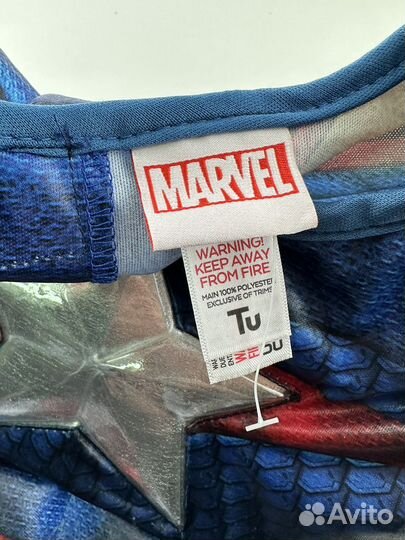 MARVEL
WARNING!
KEEP AWAY
FROM FIRE
MAIN 100% POLYESTER
EXCLUSIVE OF TRIMS
Tu
Avito